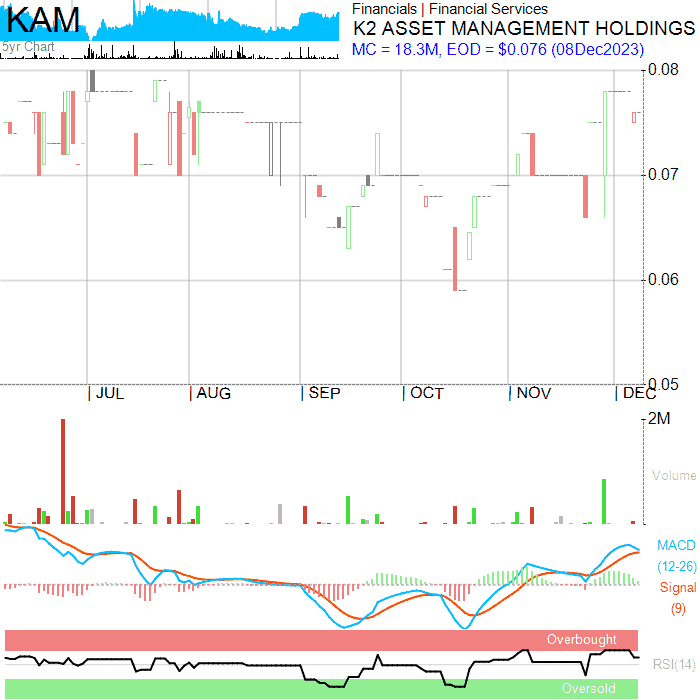 KAM
5yr Chart
Financials | Financial Services
K2 ASSET MANAGEMENT HOLDINGS
MC = 18.3M, EOD = $0.076 (08Dec2023)
0.08
0.07
0.06
0.05
| JUL | AUG | SEP | OCT | NOV | DEC
2M
Volume
MACD
(12-26)
Signal
(9)
Overbought
RSI(14)
Oversold